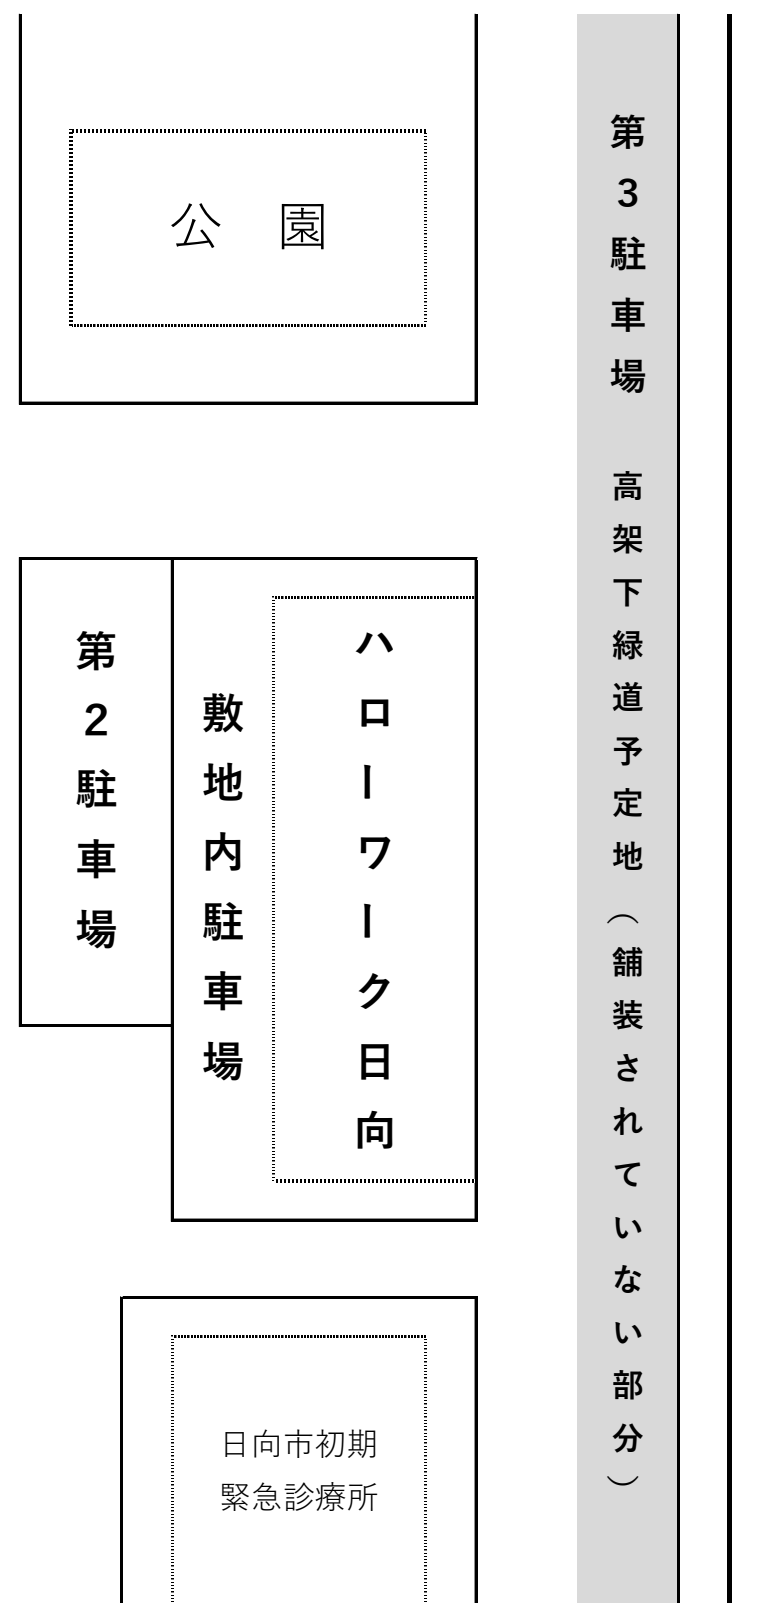 公　園
第３駐車場　高架下緑道予定地（舗装されていない部分）
ハローワーク日向
敷地内駐車場
第２駐車場
日向市初期
緊急診療所